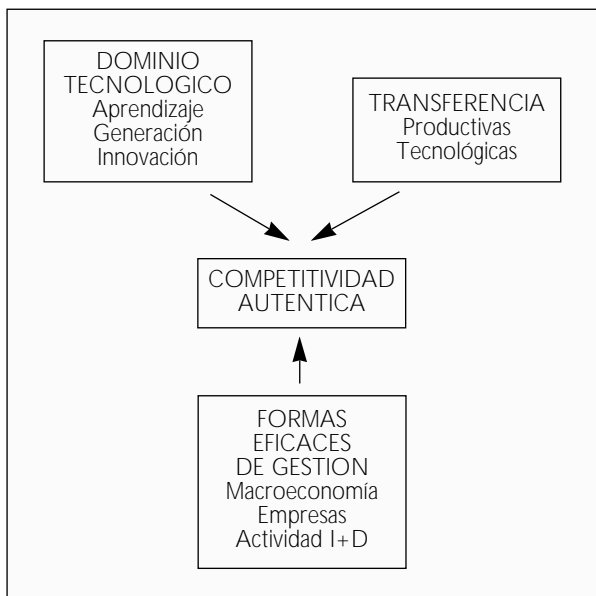 DOMINIO
TECNOLOGICO
Aprendizaje
Generación
Innovación
TRANSFERENCIA
Productivas
Tecnológicas
COMPETITIVIDAD
AUTENTICA
FORMAS
EFICACES
DE GESTION
Macroeconomía
Empresas
Actividad I+D